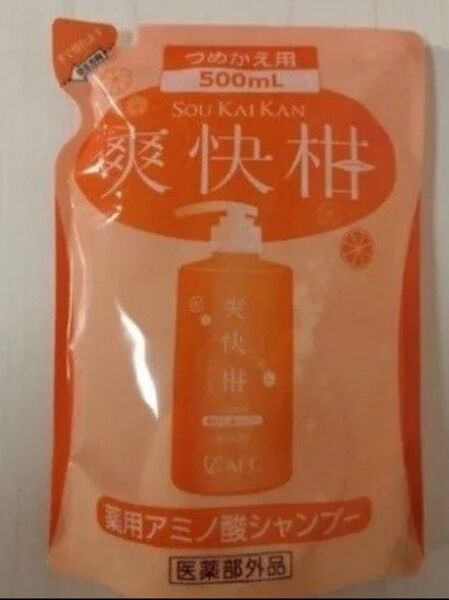 つめかえ用
500mL
SOU KAI KAN
爽快柑
爽
快
柑
AFC
薬用アミノ酸シャンプー
医薬部外品